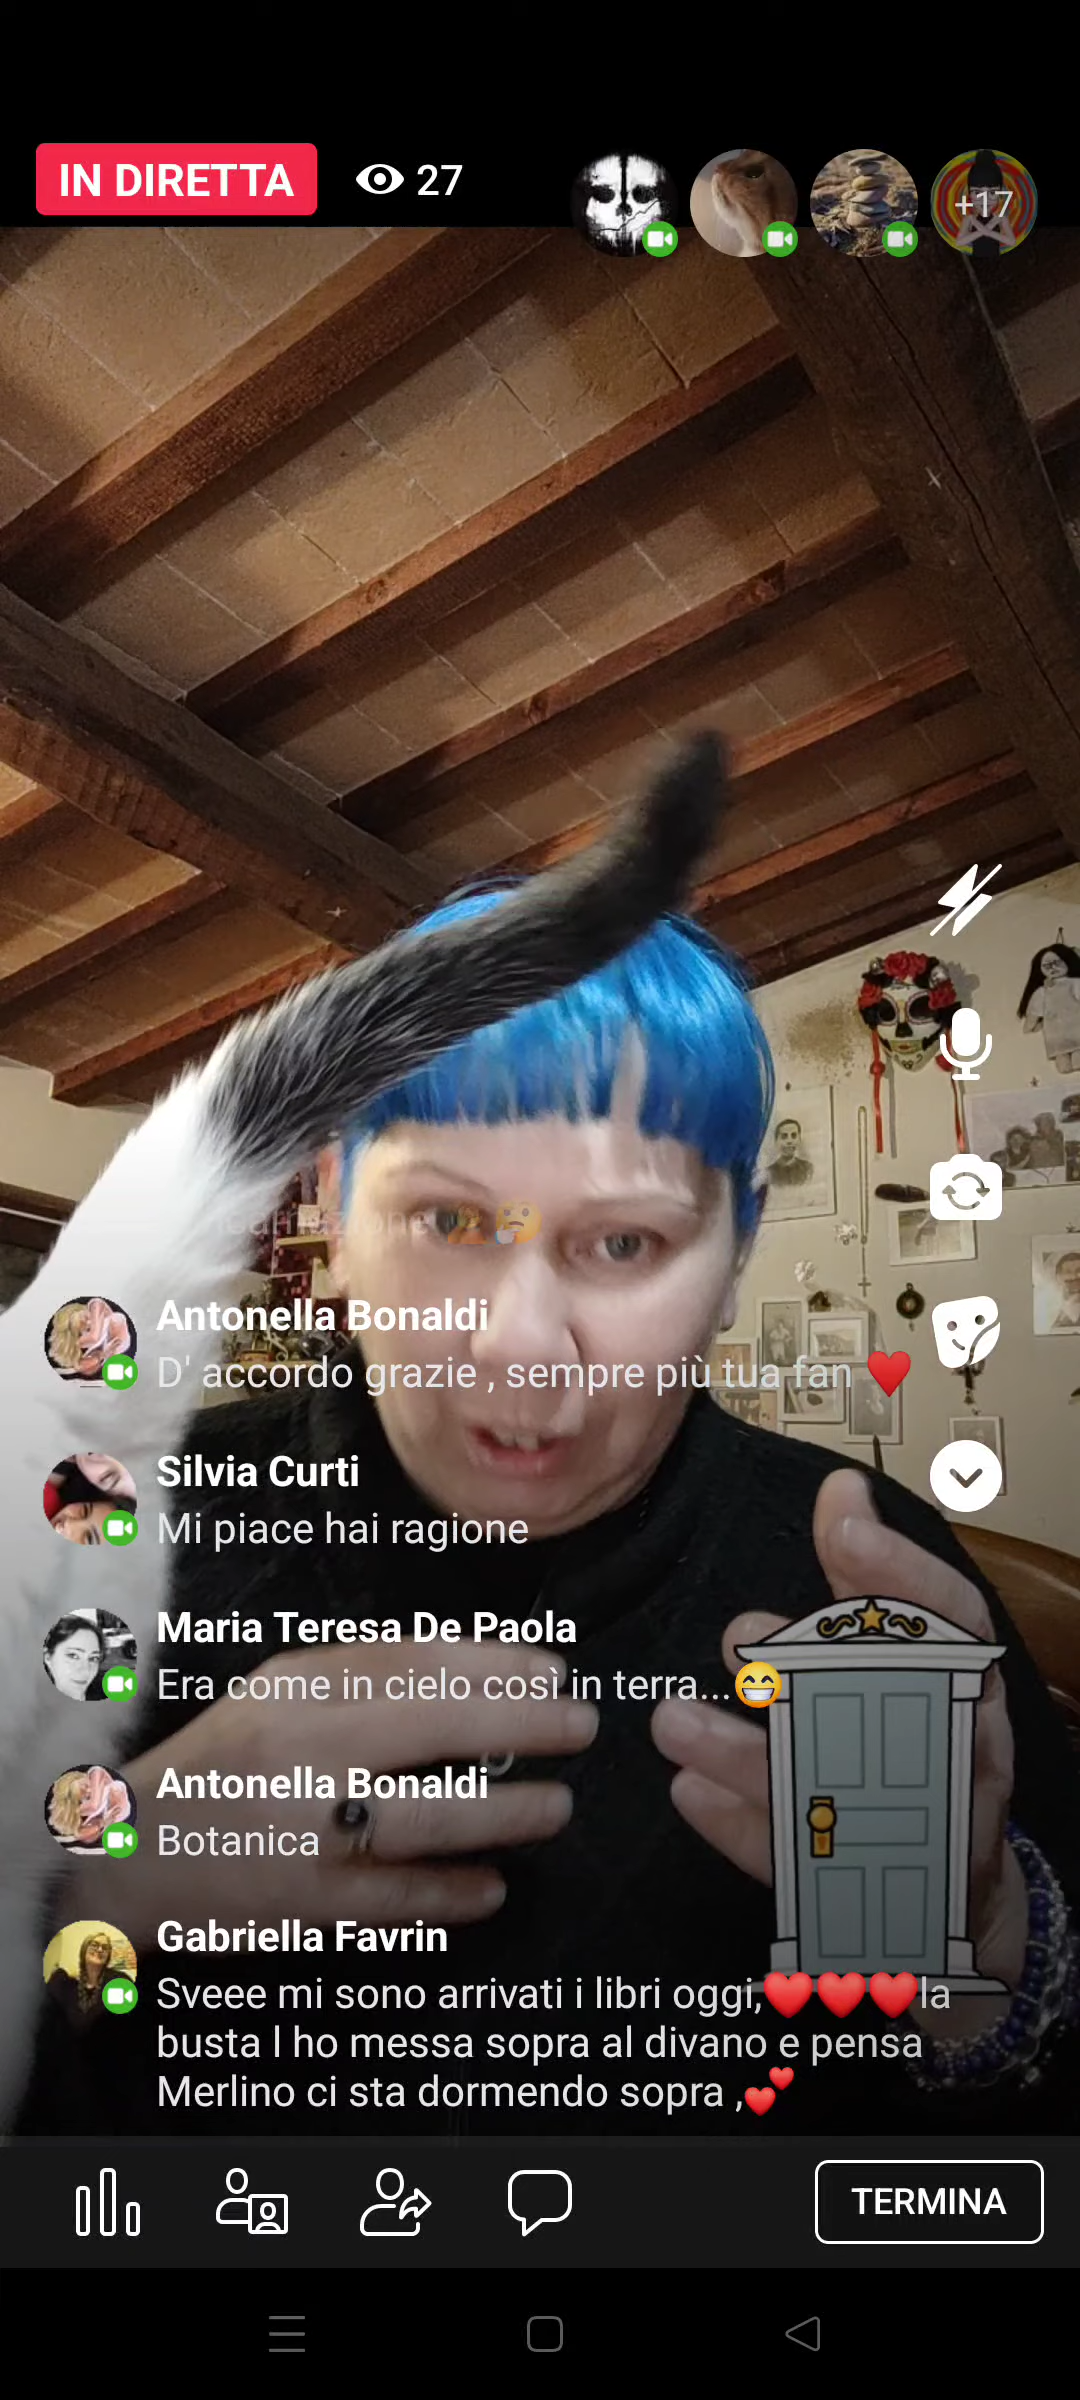 IN DIRETTA
27
+17
Antonella Bonaldi
D' accordo grazie , sempre più tua fan ♥️
Silvia Curti
Mi piace hai ragione
Maria Teresa De Paola
Era come in cielo così in terra...😁
Antonella Bonaldi
Botanica
Gabriella Favrin
Sveee mi sono arrivati i libri oggi,❤️❤️❤️la
busta l ho messa sopra al divano e pensa
Merlino ci sta dormendo sopra ,💕
TERMINA